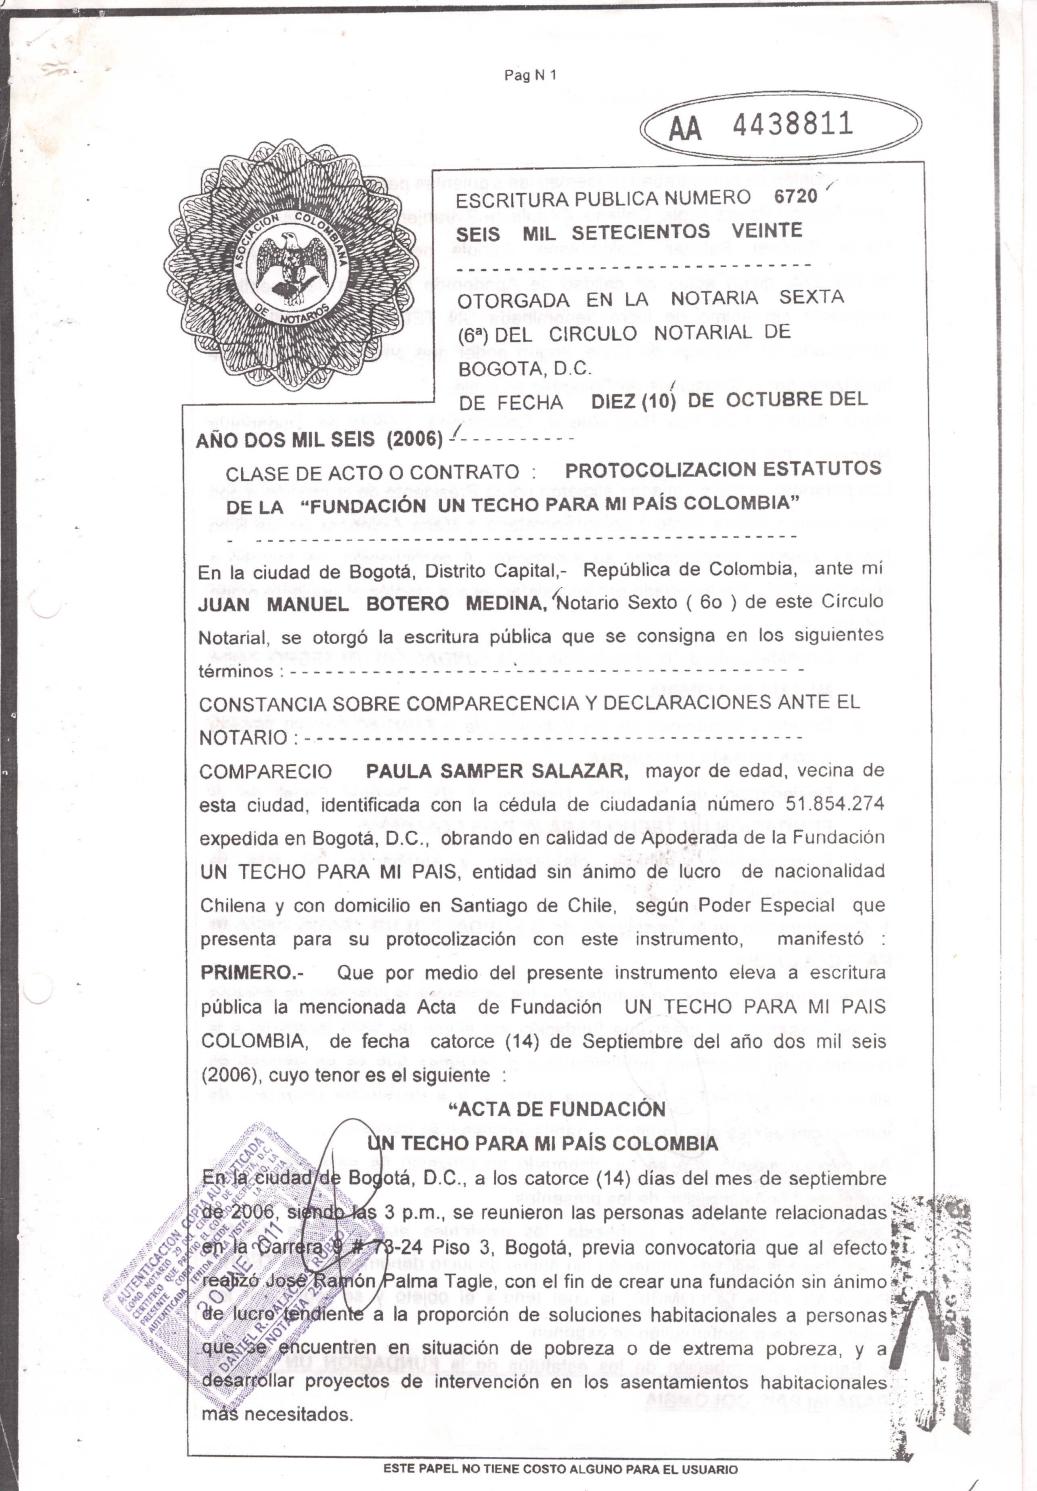 Pag N 1
AA 4438811
ASOCIACION COLOMBIANA
DE NOTARIOS
ESCRITURA PUBLICA NUMERO 6720
SEIS MIL SETECIENTOS VEINTE
- - - - - - - - - - - - - - - - - - - - - - - - - - - - -
OTORGADA EN LA NOTARIA SEXTA
(6ª) DEL CIRCULO NOTARIAL DE
BOGOTA, D.C.
DE FECHA DIEZ (10) DE OCTUBRE DEL
AÑO DOS MIL SEIS (2006) - - - - - - - - - -
CLASE DE ACTO O CONTRATO : PROTOCOLIZACION ESTATUTOS
DE LA “FUNDACIÓN UN TECHO PARA MI PAÍS COLOMBIA”
- - - - - - - - - - - - - - - - - - - - - - - - - - - - - - - - - - - - - - - - - - - -
En la ciudad de Bogotá, Distrito Capital,- República de Colombia, ante mí
JUAN MANUEL BOTERO MEDINA, Notario Sexto ( 6o ) de este Círculo
Notarial, se otorgó la escritura pública que se consigna en los siguientes
términos : - - - - - - - - - - - - - - - - - - - - - - - - - - - - - - - - - - - - - - - -
CONSTANCIA SOBRE COMPARECENCIA Y DECLARACIONES ANTE EL
NOTARIO : - - - - - - - - - - - - - - - - - - - - - - - - - - - - - - - - - - - - - - -
COMPARECIO PAULA SAMPER SALAZAR, mayor de edad, vecina de
esta ciudad, identificada con la cédula de ciudadanía número 51.854.274
expedida en Bogotá, D.C., obrando en calidad de Apoderada de la Fundación
UN TECHO PARA MI PAIS, entidad sin ánimo de lucro de nacionalidad
Chilena y con domicilio en Santiago de Chile, según Poder Especial que
presenta para su protocolización con este instrumento, manifestó :
PRIMERO.- Que por medio del presente instrumento eleva a escritura
pública la mencionada Acta de Fundación UN TECHO PARA MI PAIS
COLOMBIA, de fecha catorce (14) de Septiembre del año dos mil seis
(2006), cuyo tenor es el siguiente :
“ACTA DE FUNDACIÓN
UN TECHO PARA MI PAÍS COLOMBIA
En la ciudad de Bogotá, D.C., a los catorce (14) días del mes de septiembre
de 2006, siendo las 3 p.m., se reunieron las personas adelante relacionadas
en la Carrera 9 # 73-24 Piso 3, Bogotá, previa convocatoria que al efecto
realizó José Ramón Palma Tagle, con el fin de crear una fundación sin ánimo
de lucro tendiente a la proporción de soluciones habitacionales a personas
que se encuentren en situación de pobreza o de extrema pobreza, y a
desarrollar proyectos de intervención en los asentamientos habitacionales
más necesitados.
AUTENTICACION COPIA AUTENTICADA
20 ENE 2011
NOTARIA 29
ESTE PAPEL NO TIENE COSTO ALGUNO PARA EL USUARIO